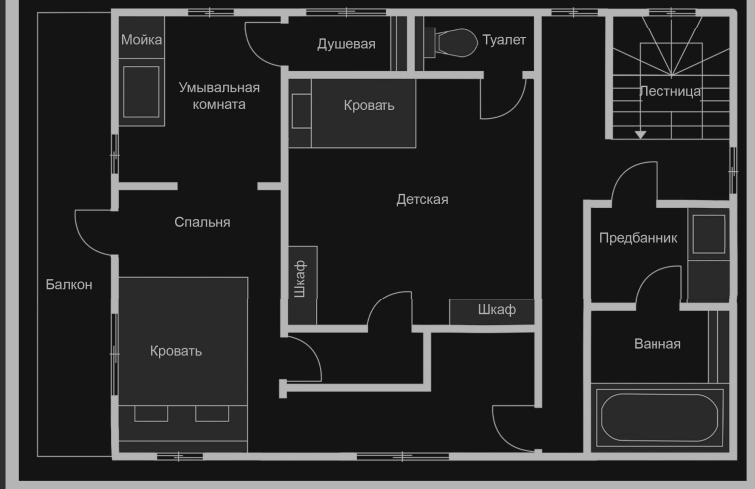 Мойка
Душевая
Туалет
Умывальная
комната
Кровать
Лестница
Детская
Спальня
Предбанник
Балкон
Шкаф
Шкаф
Ванная
Кровать